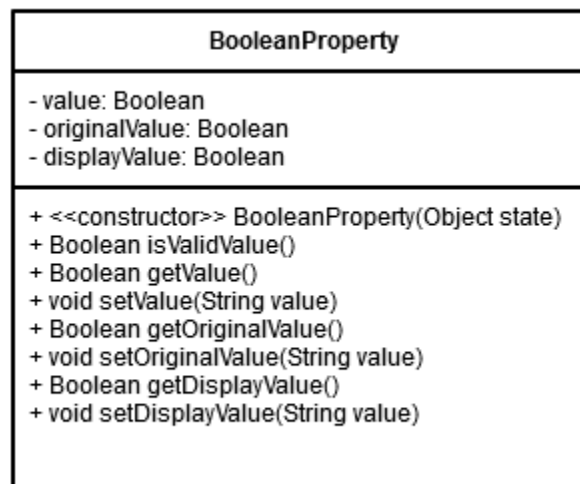 BooleanProperty
- value: Boolean
- originalValue: Boolean
- displayValue: Boolean
+ <<constructor>> BooleanProperty(Object state)
+ Boolean isValidValue()
+ Boolean getValue()
+ void setValue(String value)
+ Boolean getOriginalValue()
+ void setOriginalValue(String value)
+ Boolean getDisplayValue()
+ void setDisplayValue(String value)